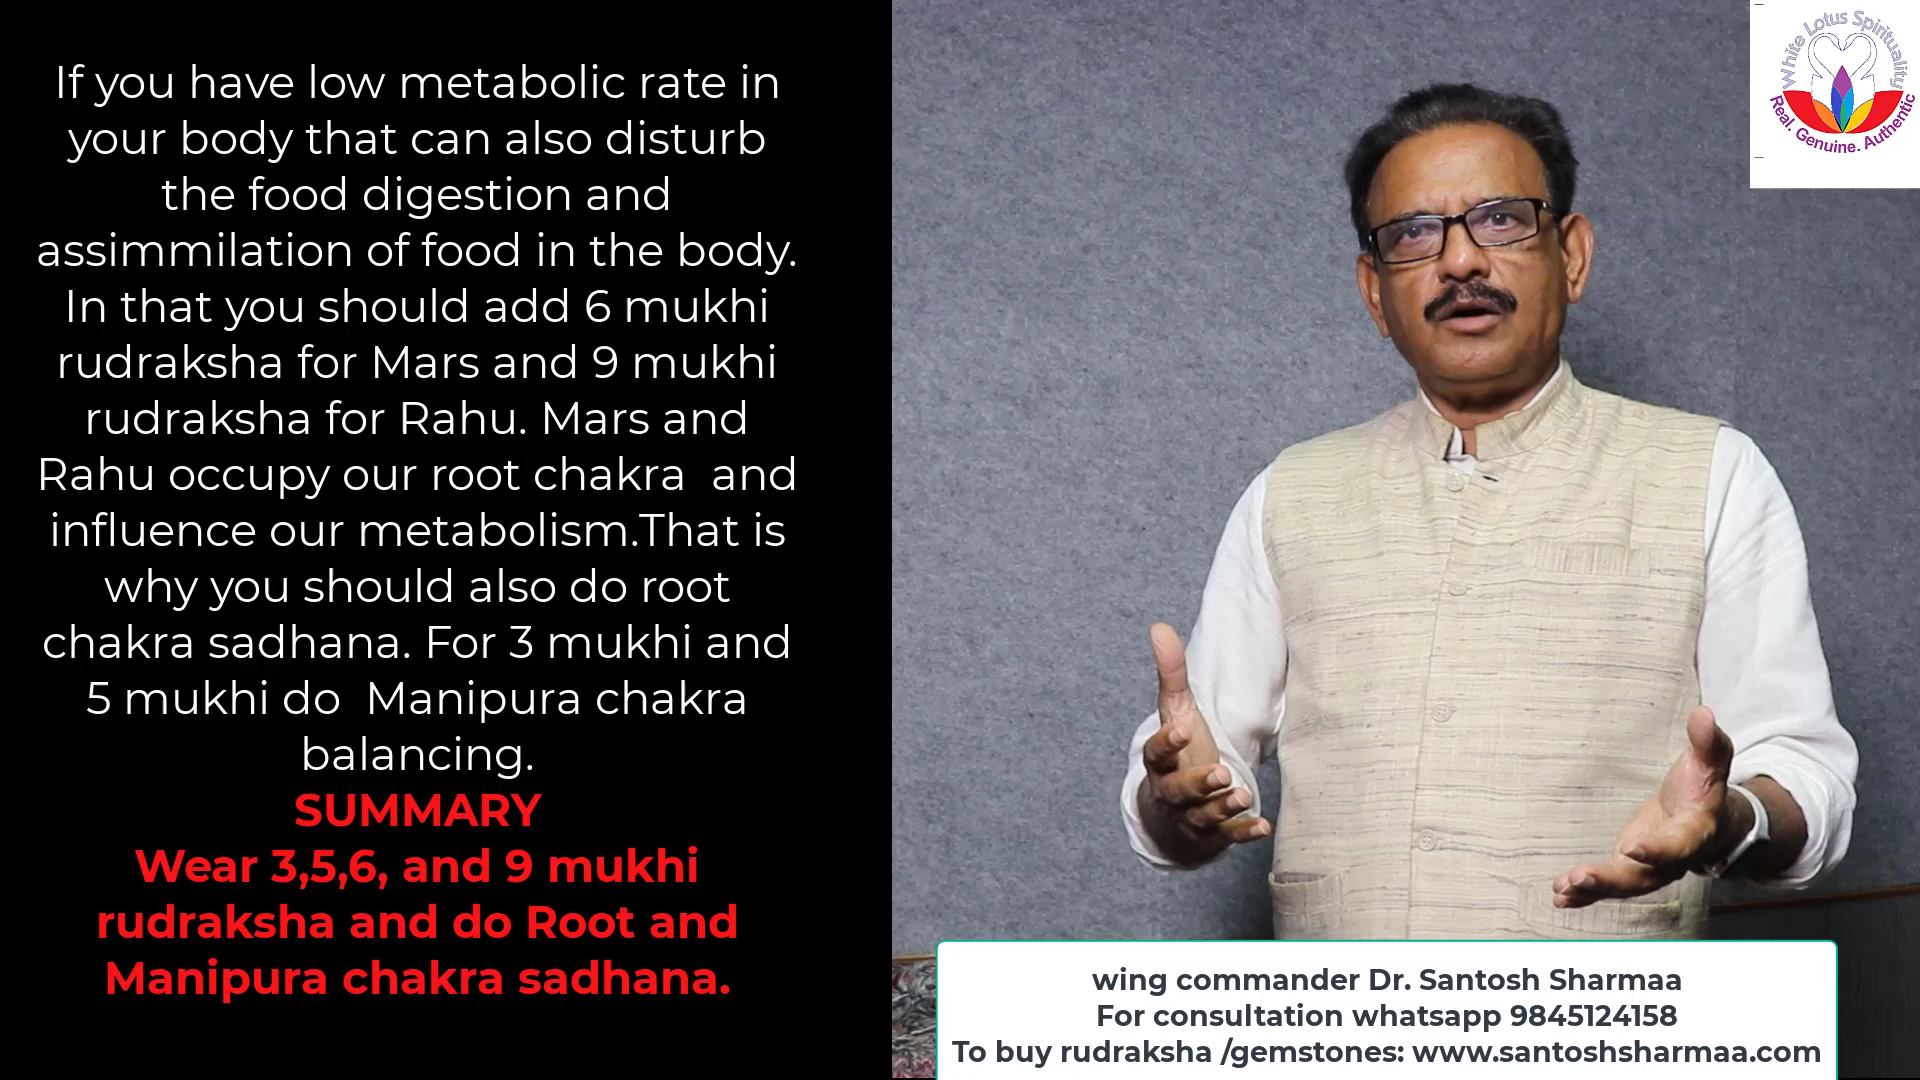 If you have low metabolic rate in
your body that can also disturb
the food digestion and
assimmilation of food in the body.
In that you should add 6 mukhi
rudraksha for Mars and 9 mukhi
rudraksha for Rahu. Mars and
Rahu occupy our root chakra  and
influence our metabolism.That is
why you should also do root
chakra sadhana. For 3 mukhi and
5 mukhi do  Manipura chakra
balancing.
SUMMARY
Wear 3,5,6, and 9 mukhi
rudraksha and do Root and
Manipura chakra sadhana.
White Lotus Spirituality
Real. Genuine. Authentic
wing commander Dr. Santosh Sharmaa
For consultation whatsapp 9845124158
To buy rudraksha /gemstones: www.santoshsharmaa.com